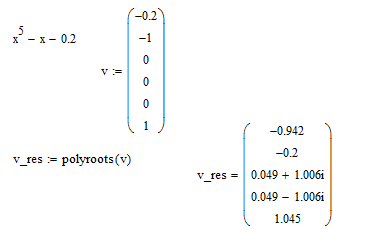 x^5 − x − 0.2
v := (−0.2
−1
0
0
0
1)
v_res := polyroots(v)
v_res = (−0.942
−0.2
0.049 + 1.006i
0.049 − 1.006i
1.045)